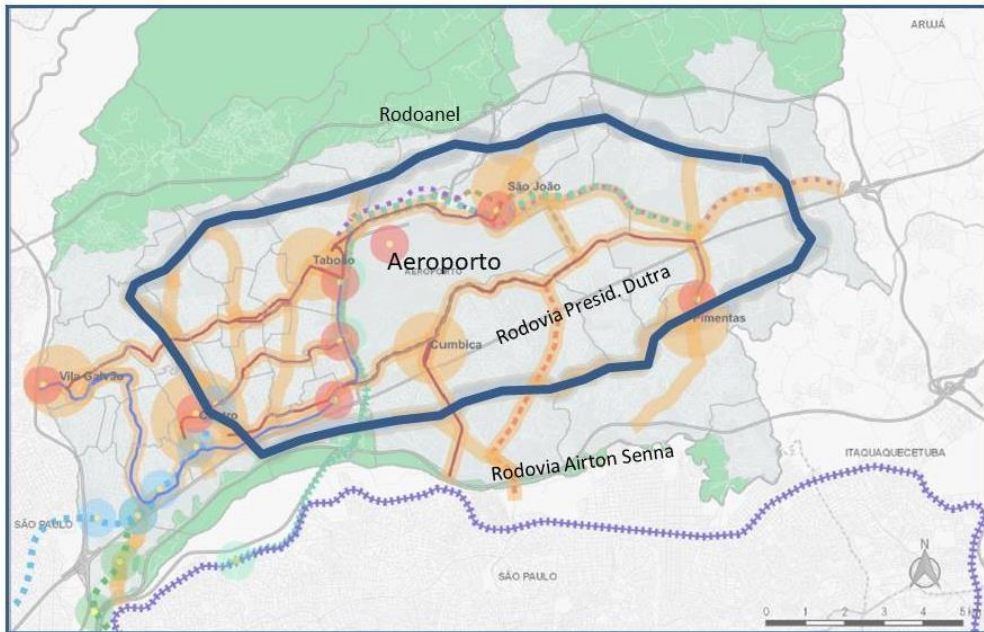 ARUJÁ
Rodoanel
São João
Taboão
Aeroporto
AEROPORTO
Rodovia Presid. Dutra
Pimentas
Cumbica
Vila Galvão
Centro
Rodovia Airton Senna
ITAQUAQUECETUBA
SÃO PAULO
N
SÃO PAULO
0 1 2 3 4 5 km